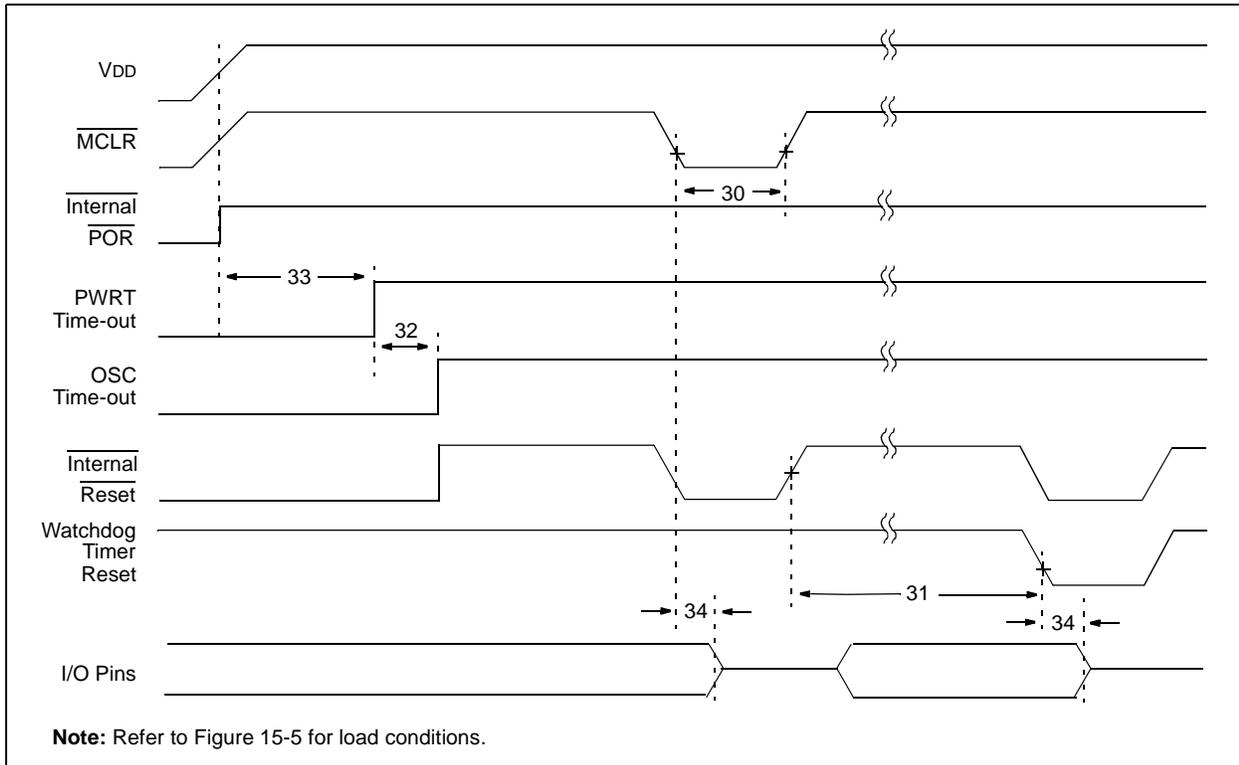 VDD
MCLR
30
Internal
POR
33
PWRT
Time-out
32
OSC
Time-out
Internal
Reset
Watchdog
Timer
Reset
31
34
34
I/O Pins
Note: Refer to Figure 15-5 for load conditions.